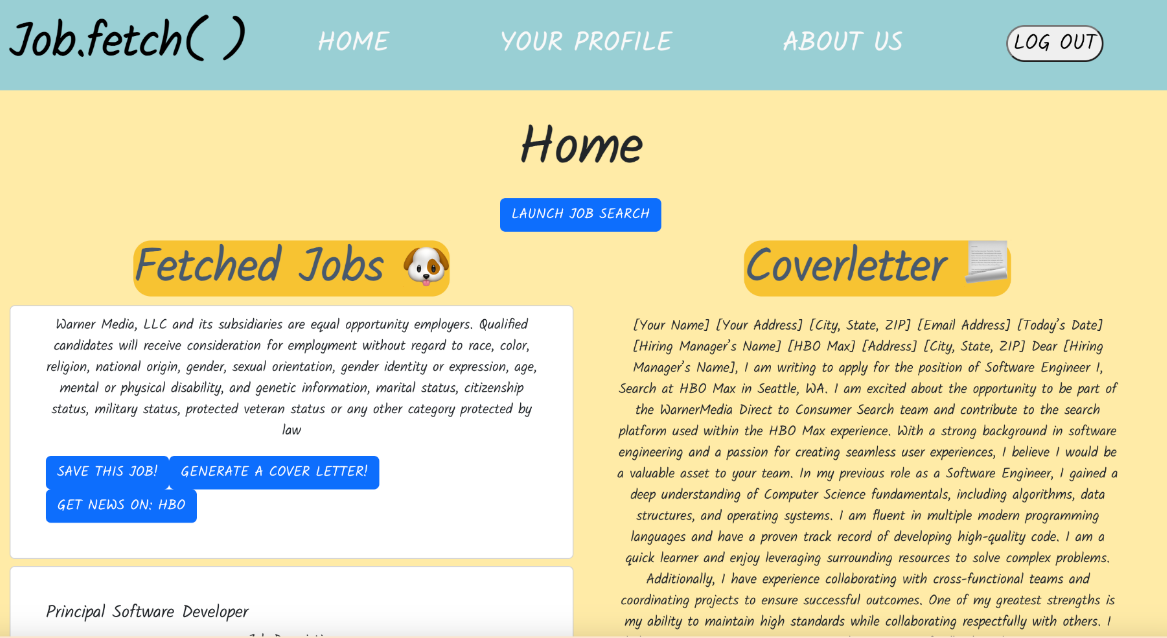 Job.fetch( )
HOME
YOUR PROFILE
ABOUT US
LOG OUT
Home
LAUNCH JOB SEARCH
Fetched Jobs
Warner Media, LLC and its subsidiaries are equal opportunity employers. Qualified
candidates will receive consideration for employment without regard to race, color,
religion, national origin, gender, sexual orientation, gender identity or expression, age,
mental or physical disability, and genetic information, marital status, citizenship
status, military status, protected veteran status or any other category protected by
law
SAVE THIS JOB!
GENERATE A COVER LETTER!
GET NEWS ON: HBO
Principal Software Developer
Coverletter
[Your Name] [Your Address] [City, State, ZIP] [Email Address] [Today's Date]
[Hiring Manager's Name] [HBO Max] [Address] [City, State, ZIP] Dear [Hiring
Manager's Name], I am writing to apply for the position of Software Engineer I,
Search at HBO Max in Seattle, WA. I am excited about the opportunity to be part of
the WarnerMedia Direct to Consumer Search team and contribute to the search
platform used within the HBO Max experience. With a strong background in software
engineering and a passion for creating seamless user experiences, I believe I would be
a valuable asset to your team. In my previous role as a Software Engineer, I gained a
deep understanding of Computer Science fundamentals, including algorithms, data
structures, and operating systems. I am fluent in multiple modern programming
languages and have a proven track record of developing high-quality code. I am a
quick learner and enjoy leveraging surrounding resources to solve complex problems.
Additionally, I have experience collaborating with cross-functional teams and
coordinating projects to ensure successful outcomes. One of my greatest strengths is
my ability to maintain high standards while collaborating respectfully with others. I